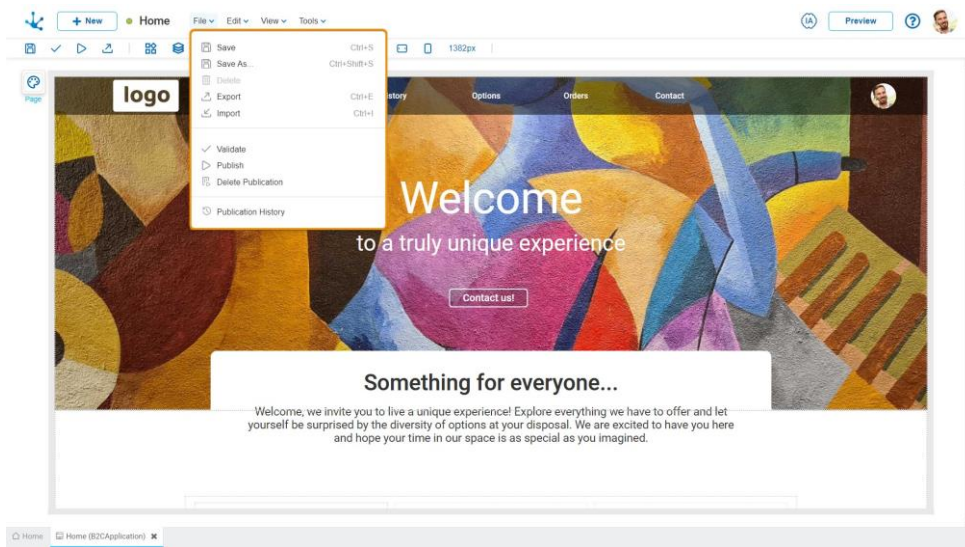 + New
Home
File
Edit
View
Tools
IA
Preview
?
Save Ctrl+S
Save As... Ctrl+Shift+S
Delete
Export Ctrl+E
Import Ctrl+I
Validate
Publish
Delete Publication
Publication History
1382px
Page
logo
Options
Orders
Contact
Welcome
to a truly unique experience
Contact us!
Something for everyone...
Welcome, we invite you to live a unique experience! Explore everything we have to offer and let
yourself be surprised by the diversity of options at your disposal. We are excited to have you here
and hope your time in our space is as special as you imagined.
Home
Home (B2CApplication)